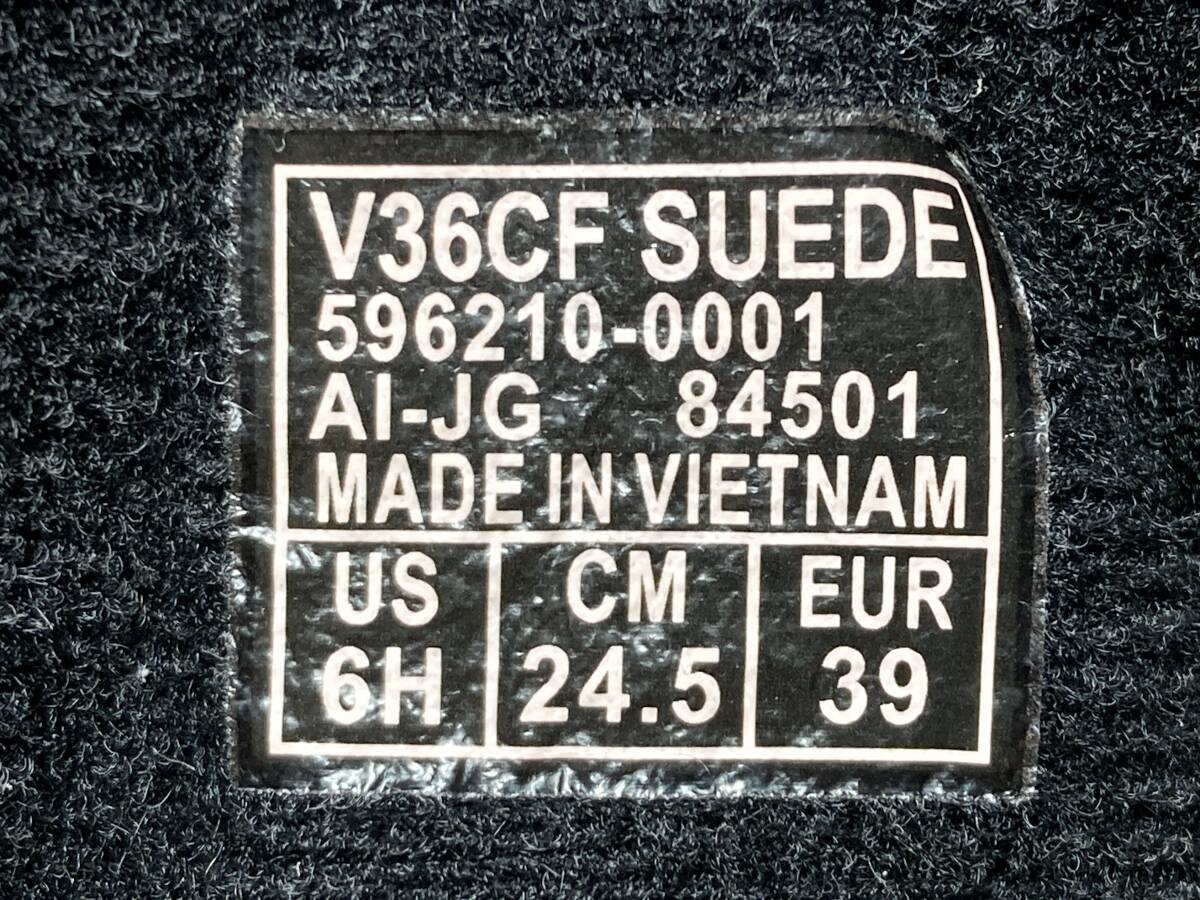 V36CF SUEDE
596210-0001
AI-JG 84501
MADE IN VIETNAM
US CM EUR
6H 24.5 39